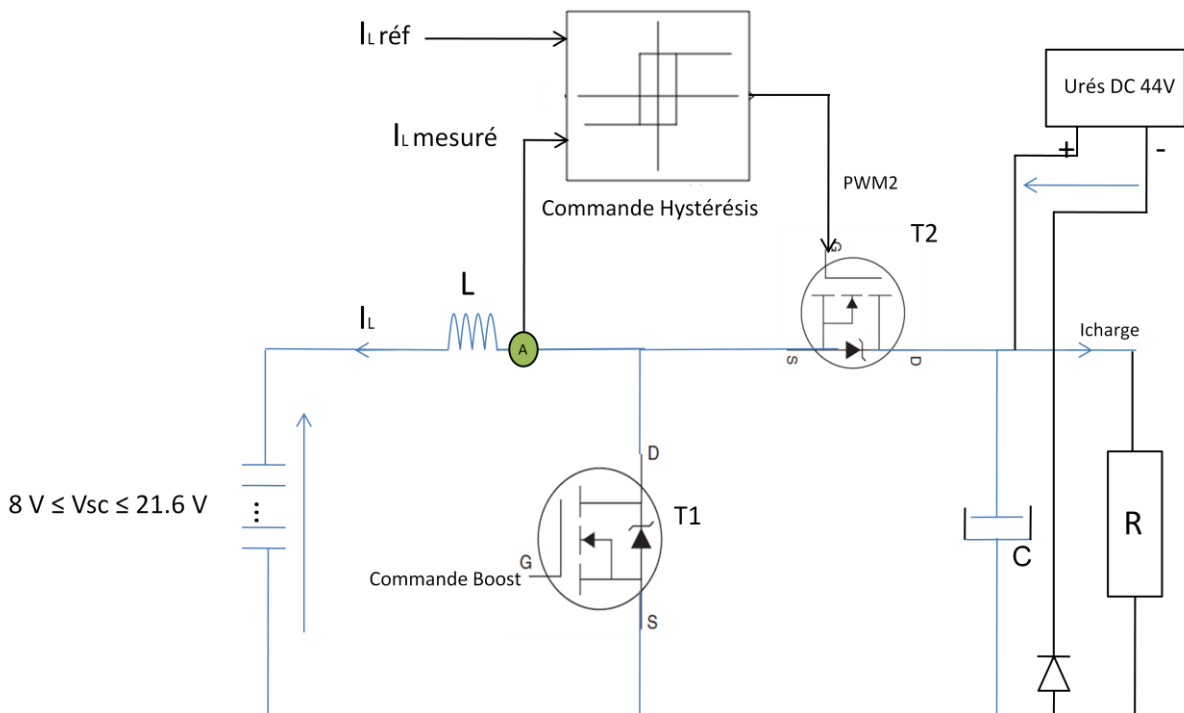 IL réf
IL mesuré
Commande Hystérésis
PWM2
Urés DC 44V
+
-
G
T2
S
D
Icharge
L
IL
A
8 V ≤ Vsc ≤ 21.6 V
...
D
T1
G
Commande Boost
S
C
R